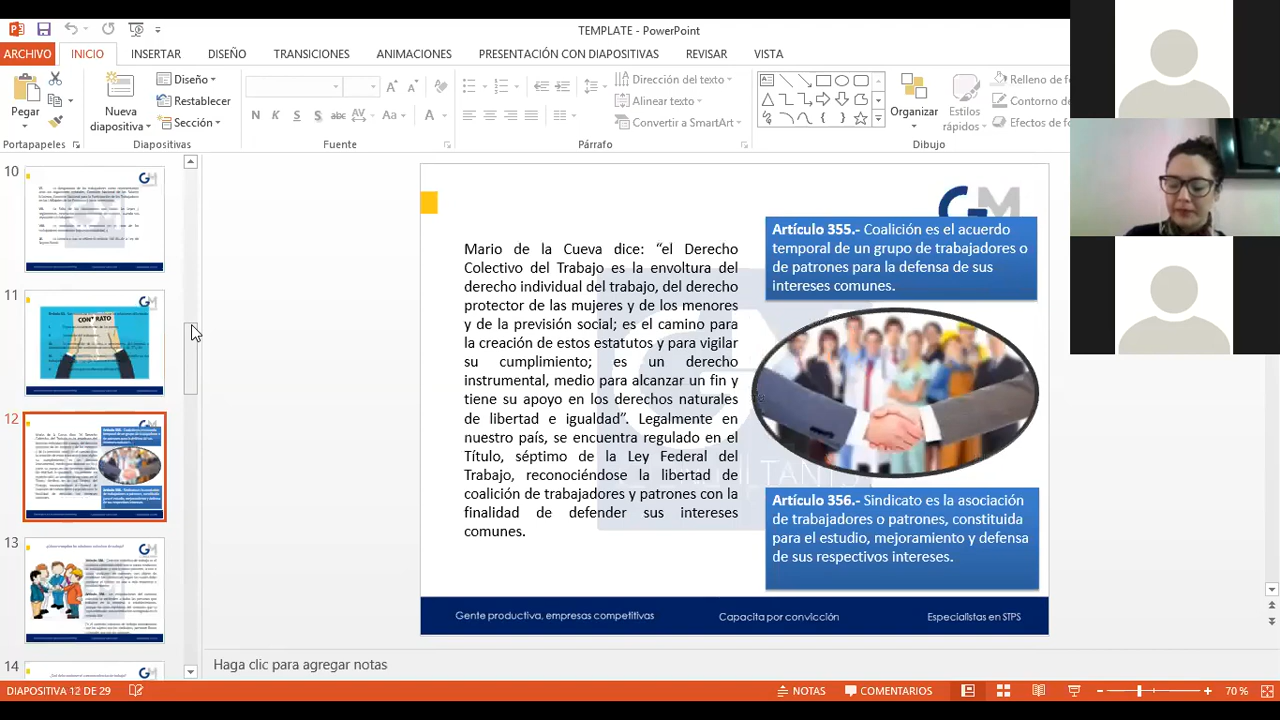 TEMPLATE - PowerPoint
ARCHIVO INICIO INSERTAR DISEÑO TRANSICIONES ANIMACIONES PRESENTACIÓN CON DIAPOSITIVAS REVISAR VISTA
Pegar
Nueva
diapositiva
Diseño
Restablecer
Sección
N K S S abc AV Aa A
Dirección del texto
Alinear texto
Convertir a SmartArt
Organizar
Estilos
rápidos
Relleno de
Contorno de
Efectos de
Portapapeles Diapositivas Fuente Párrafo Dibujo
10
11
CONTRATO
12
13
14
Mario de la Cueva dice: “el Derecho
Colectivo del Trabajo es la envoltura del
derecho individual del trabajo, del derecho
protector de las mujeres y de los menores
y de la previsión social; es el camino para
la creación de estos estatutos y para vigilar
su cumplimiento; es un derecho
instrumental, medio para alcanzar un fin y
tiene su apoyo en los derechos naturales
de libertad e igualdad”. Legalmente en
nuestro país, se encuentra regulado en el
Título, séptimo de la Ley Federal del
Trabajo, reconociéndose la libertad de
coalición de trabajadores y patrones con la
finalidad de defender sus intereses
comunes.
Artículo 355.- Coalición es el acuerdo
temporal de un grupo de trabajadores o
de patrones para la defensa de sus
intereses comunes.
Artículo 356.- Sindicato es la asociación
de trabajadores o patrones, constituida
para el estudio, mejoramiento y defensa
de sus respectivos intereses.
Gente productiva, empresas competitivas Capacita por convicción Especialistas en STPS
Haga clic para agregar notas
DIAPOSITIVA 12 DE 29 NOTAS COMENTARIOS 70 %